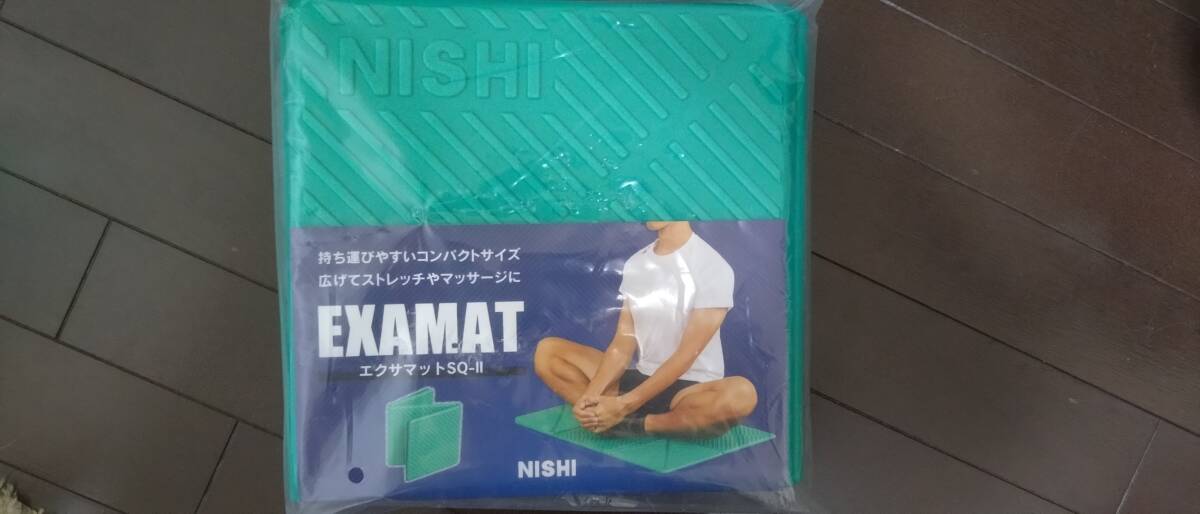 NISHI
持ち運びやすいコンパクトサイズ
広げてストレッチやマッサージに
EXAMAT
エクササマットSQ-II
NISHI